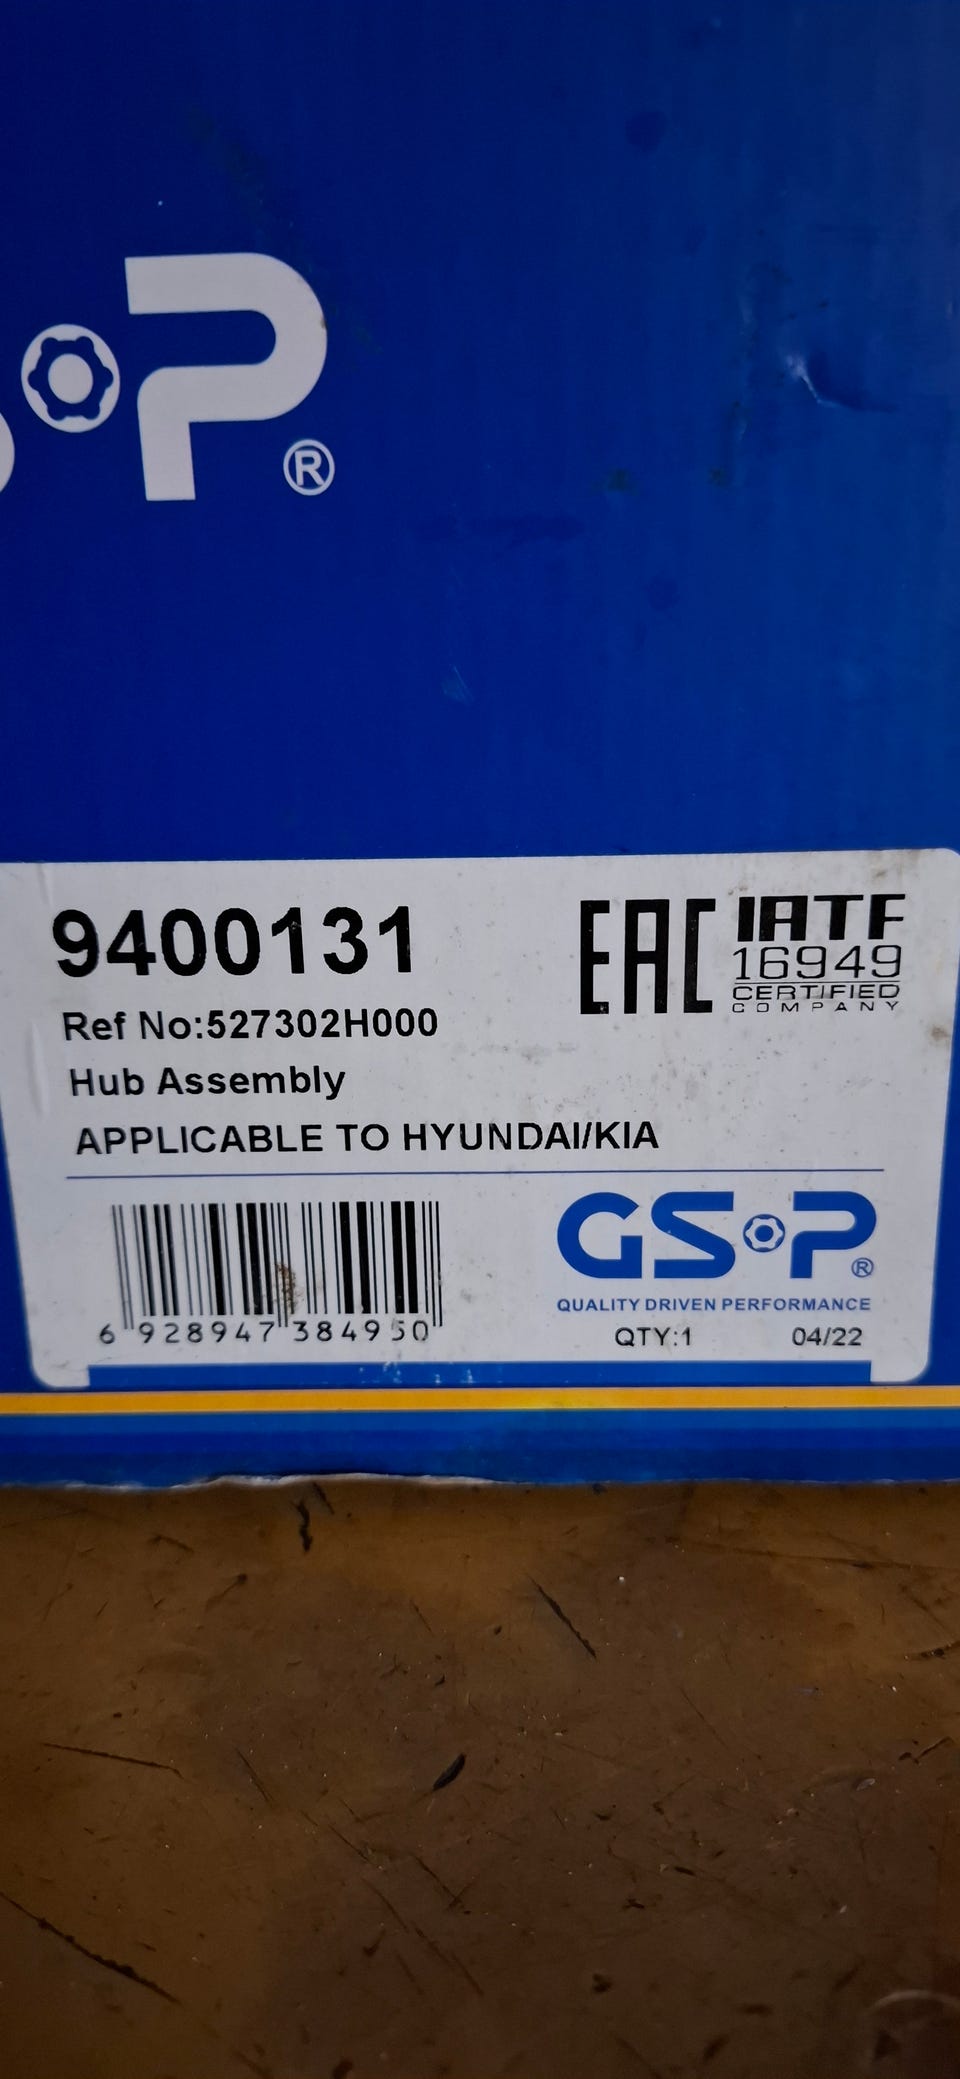 P®
9400131
Ref No:527302H000
Hub Assembly
APPLICABLE TO HYUNDAI/KIA
EAC
IATF
16949
CERTIFIED
COMPANY
6 928947 384950
GSP®
QUALITY DRIVEN PERFORMANCE
QTY:1 04/22